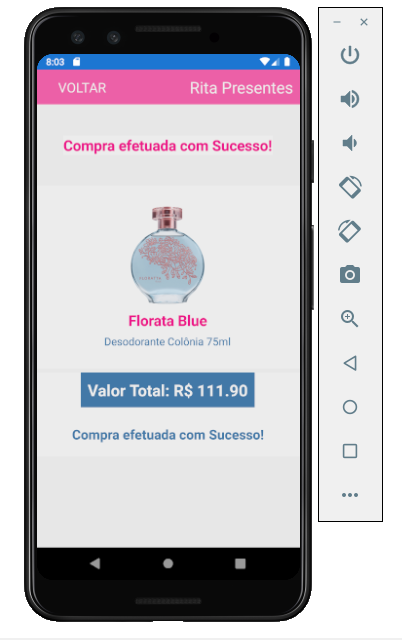 8:03
VOLTAR
Rita Presentes
Compra efetuada com Sucesso!
Florata Blue
Desodorante Colônia 75ml
Valor Total: R$ 111.90
Compra efetuada com Sucesso!